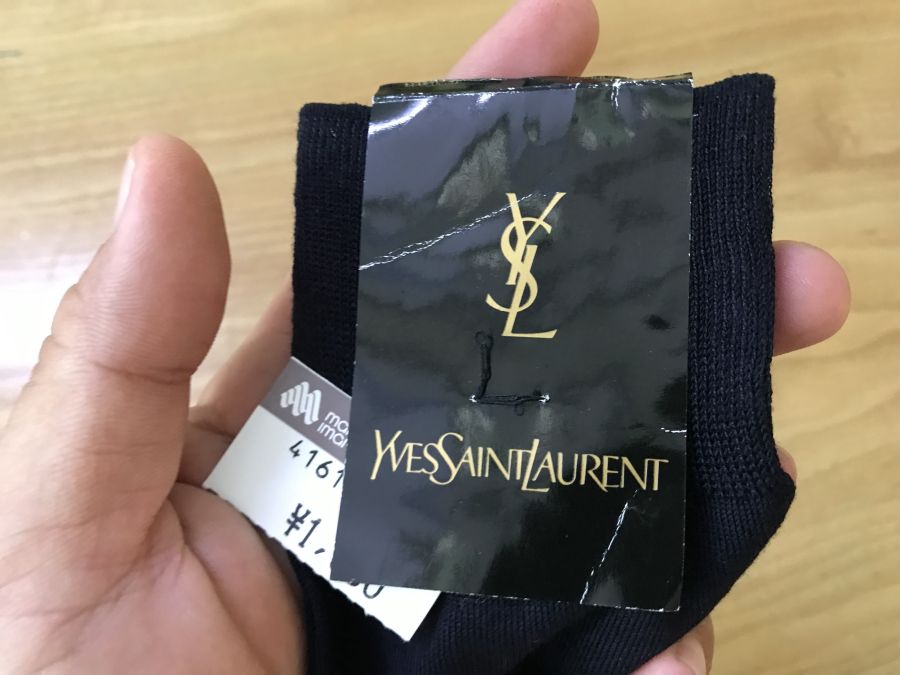 YSL
YVESSAINTLAURENT
4161
¥1,